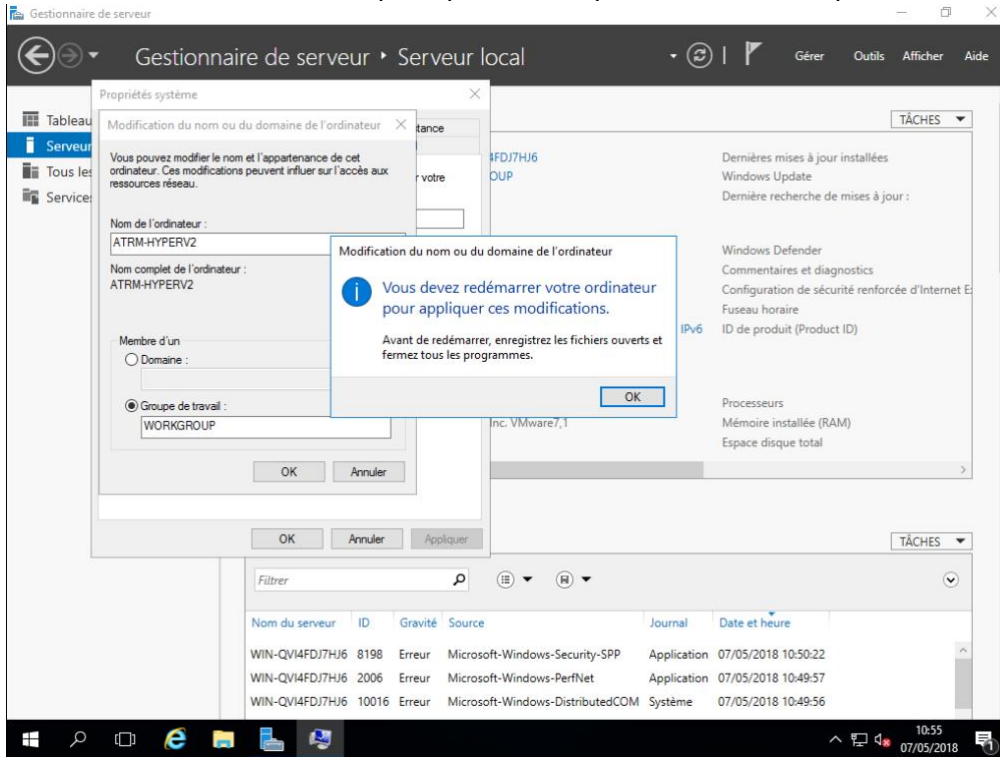 Gestionnaire de serveur
Gestionnaire de serveur ‣ Serveur local
Gérer Outils Afficher Aide
Propriétés système
Tableau
Serveur
Tous les
Services
Modification du nom ou du domaine de l'ordinateur
tance
Vous pouvez modifier le nom et l'appartenance de cet
ordinateur. Ces modifications peuvent influer sur l'accès aux
ressources réseau.
r votre
Nom de l'ordinateur :
ATRM-HYPERV2
Nom complet de l'ordinateur :
ATRM-HYPERV2
Membre d'un
Domaine :
Groupe de travail :
WORKGROUP
OK Annuler
OK Annuler Appliquer
Modification du nom ou du domaine de l'ordinateur
Vous devez redémarrer votre ordinateur
pour appliquer ces modifications.
Avant de redémarrer, enregistrez les fichiers ouverts et
fermez tous les programmes.
OK
TÂCHES
4FDJ7HJ6
OUP
Dernières mises à jour installées
Windows Update
Dernière recherche de mises à jour :
Windows Defender
Commentaires et diagnostics
Configuration de sécurité renforcée d'Internet E
Fuseau horaire
IPv6 ID de produit (Product ID)
Processeurs
Inc. VMware7,1 Mémoire installée (RAM)
Espace disque total
TÂCHES
Filtrer
Nom du serveur ID Gravité Source Journal Date et heure
WIN-QVI4FDJ7HJ6 8198 Erreur Microsoft-Windows-Security-SPP Application 07/05/2018 10:50:22
WIN-QVI4FDJ7HJ6 2006 Erreur Microsoft-Windows-PerfNet Application 07/05/2018 10:49:57
WIN-QVI4FDJ7HJ6 10016 Erreur Microsoft-Windows-DistributedCOM Système 07/05/2018 10:49:56
10:55
07/05/2018
1